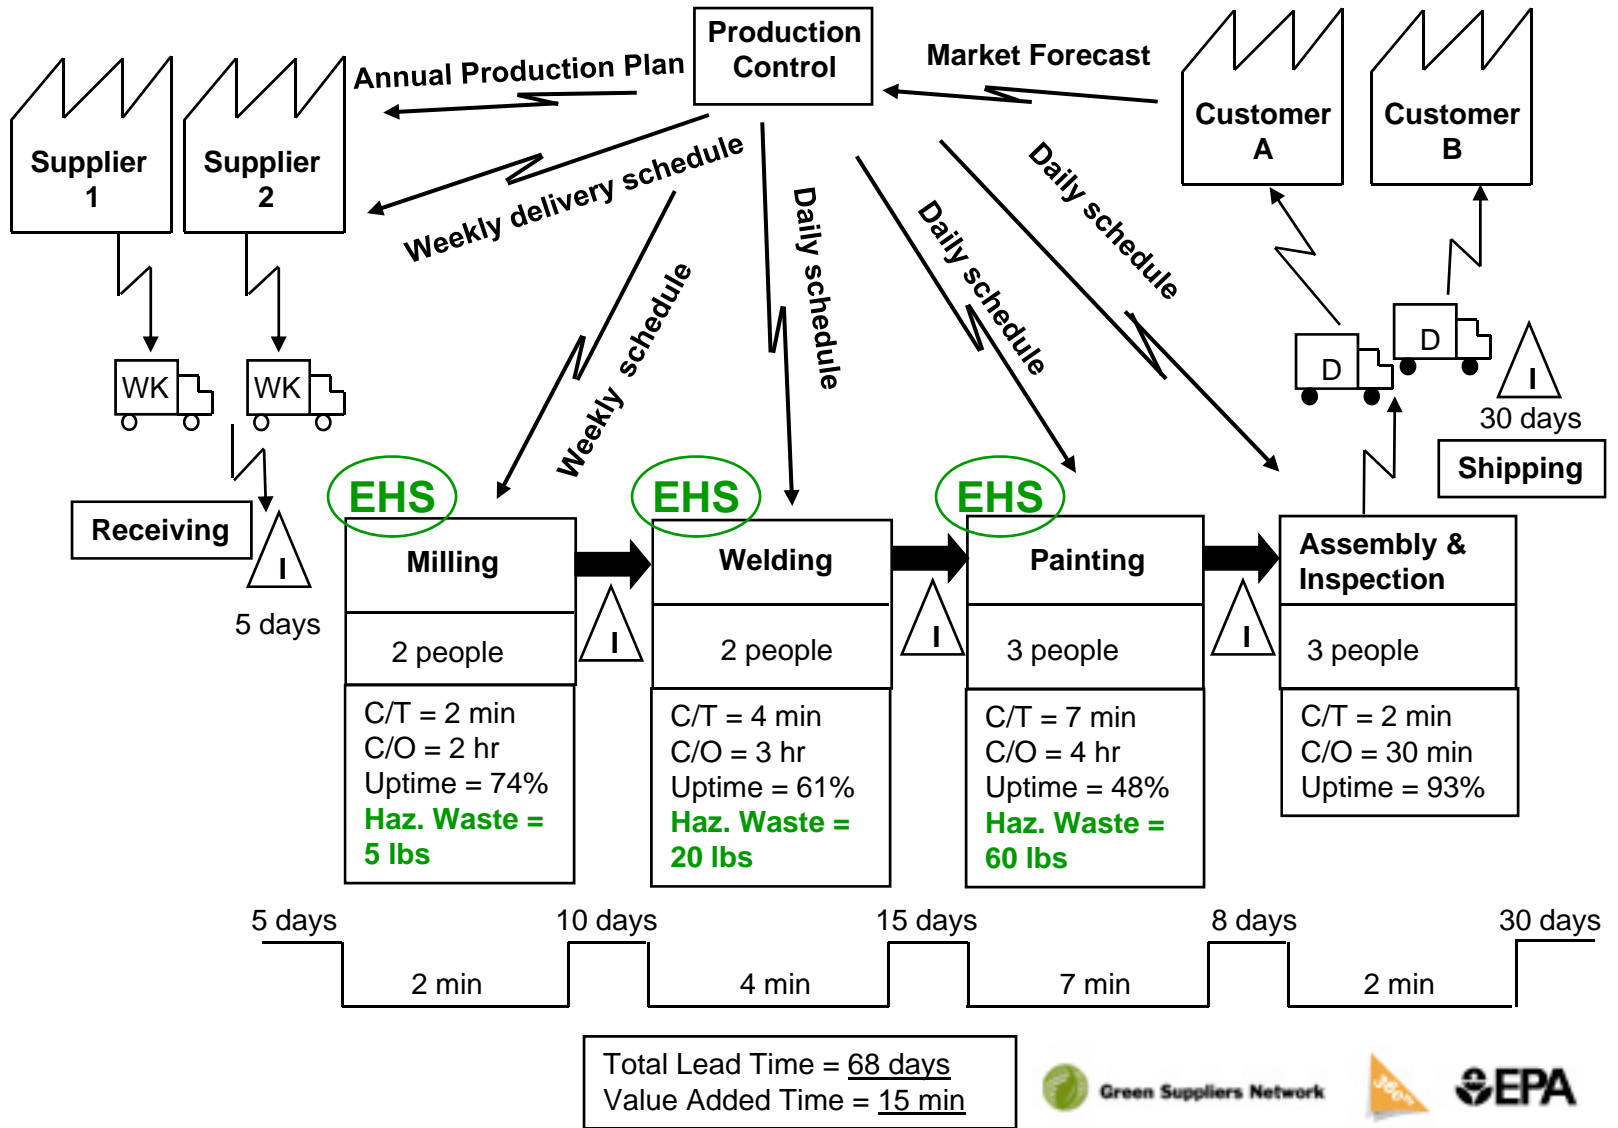 Production
Control
Annual Production Plan
Market Forecast
Supplier
1
Supplier
2
Customer
A
Customer
B
Weekly delivery schedule
Weekly schedule
Daily schedule
Daily schedule
Daily schedule
WK
WK
D
D
I
30 days
Shipping
Receiving
I
5 days
EHS
Milling
2 people
C/T = 2 min
C/O = 2 hr
Uptime = 74%
Haz. Waste =
5 lbs
I
EHS
Welding
2 people
C/T = 4 min
C/O = 3 hr
Uptime = 61%
Haz. Waste =
20 lbs
I
EHS
Painting
3 people
C/T = 7 min
C/O = 4 hr
Uptime = 48%
Haz. Waste =
60 lbs
I
Assembly &
Inspection
3 people
C/T = 2 min
C/O = 30 min
Uptime = 93%
5 days
10 days
15 days
8 days
30 days
2 min
4 min
7 min
2 min
Total Lead Time = 68 days
Value Added Time = 15 min
Green Suppliers Network
EPA